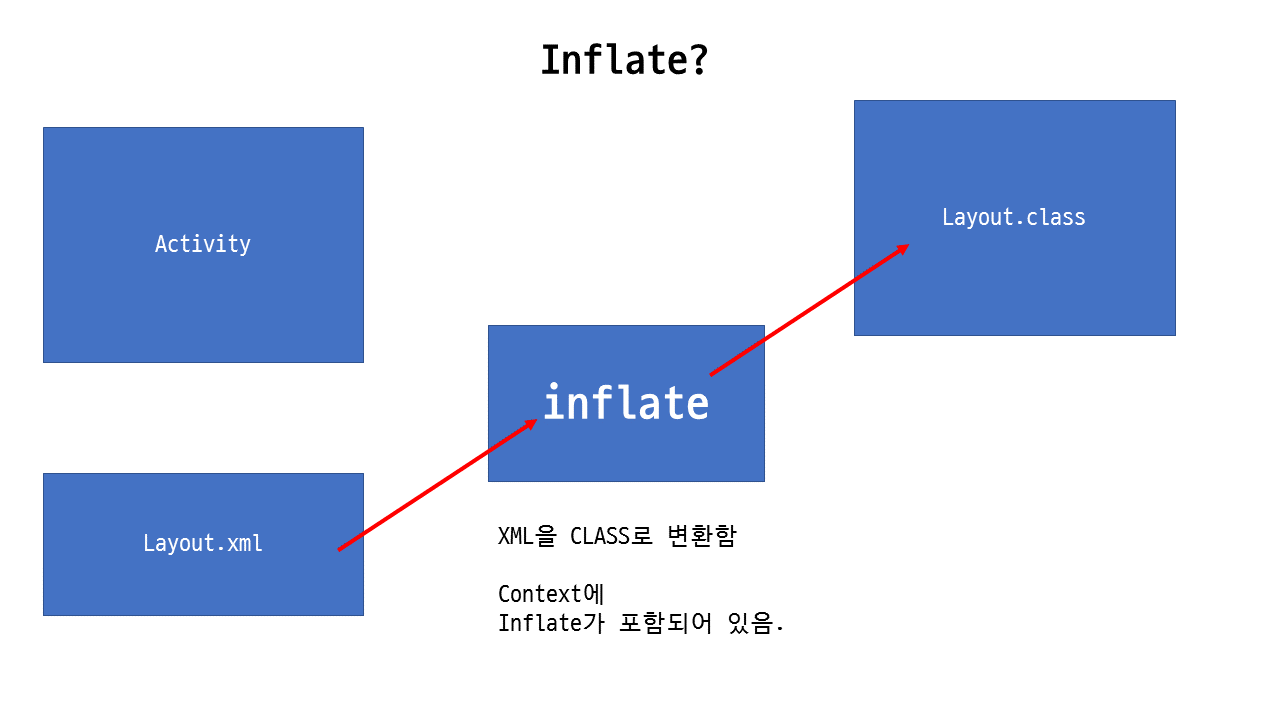 Inflate?
Activity
Layout.class
inflate
Layout.xml
XML을 CLASS로 변환함
Context에
Inflate가 포함되어 있음.